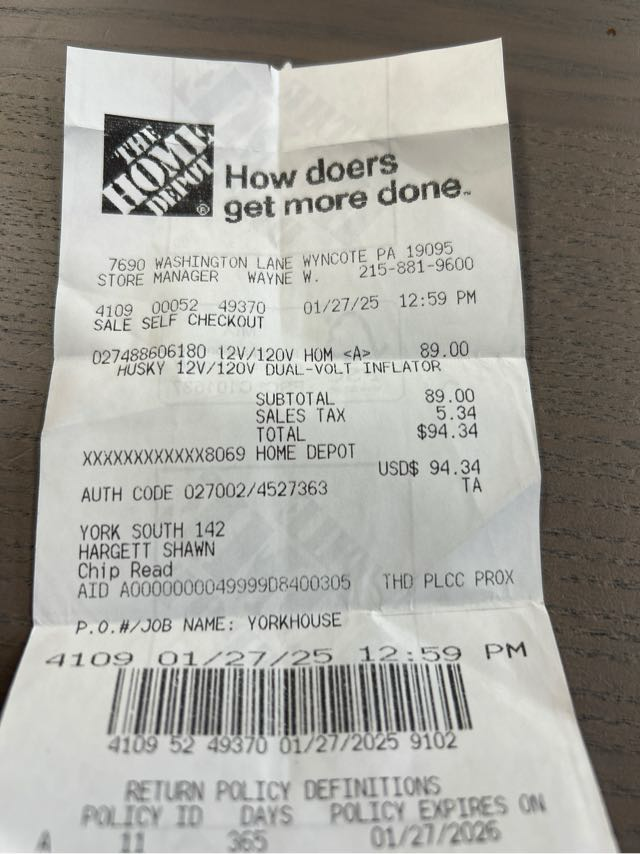 THE
HOME
DEPOT
®
How doers
get more done.™
7690 WASHINGTON LANE WYNCOTE PA 19095
STORE MANAGER WAYNE W. 215-881-9600
4109 00052 49370 01/27/25 12:59 PM
SALE SELF CHECKOUT
027488606180 12V/120V HOM <A> 89.00
HUSKY 12V/120V DUAL-VOLT INFLATOR
SUBTOTAL 89.00
SALES TAX 5.34
TOTAL $94.34
XXXXXXXXXXXX8069 HOME DEPOT
USD$ 94.34
AUTH CODE 027002/4527363 TA
YORK SOUTH 142
HARGETT SHAWN
Chip Read
AID A0000000049999D8400305 THD PLCC PROX
P.O.#/JOB NAME: YORKHOUSE
4109 01/27/25 12:59 PM
4109 52 49370 01/27/2025 9102
RETURN POLICY DEFINITIONS
POLICY ID DAYS POLICY EXPIRES ON
A 11 365 01/27/2026